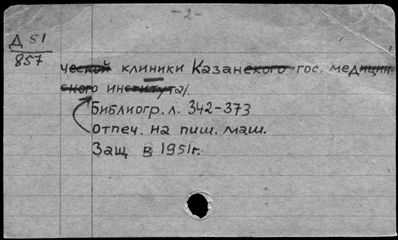 - 2 -
Д 51
857
ческой клиники Казанского гос. медицин
ского института/.
Библиогр. л. 342-373
отпеч. на пиш. маш.
Защ в 1951г.